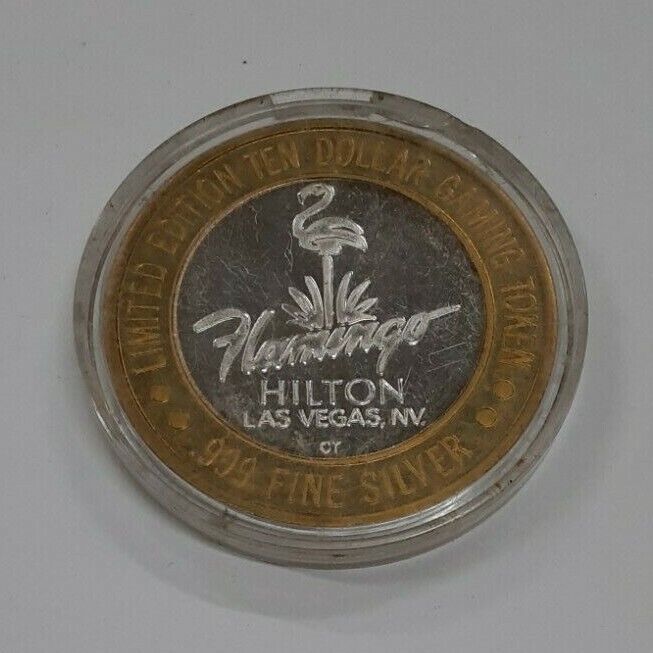 LIMITED EDITION TEN DOLLAR GAMING TOKEN
Flamingo
HILTON
LAS VEGAS, NV.
CT
.999 FINE SILVER